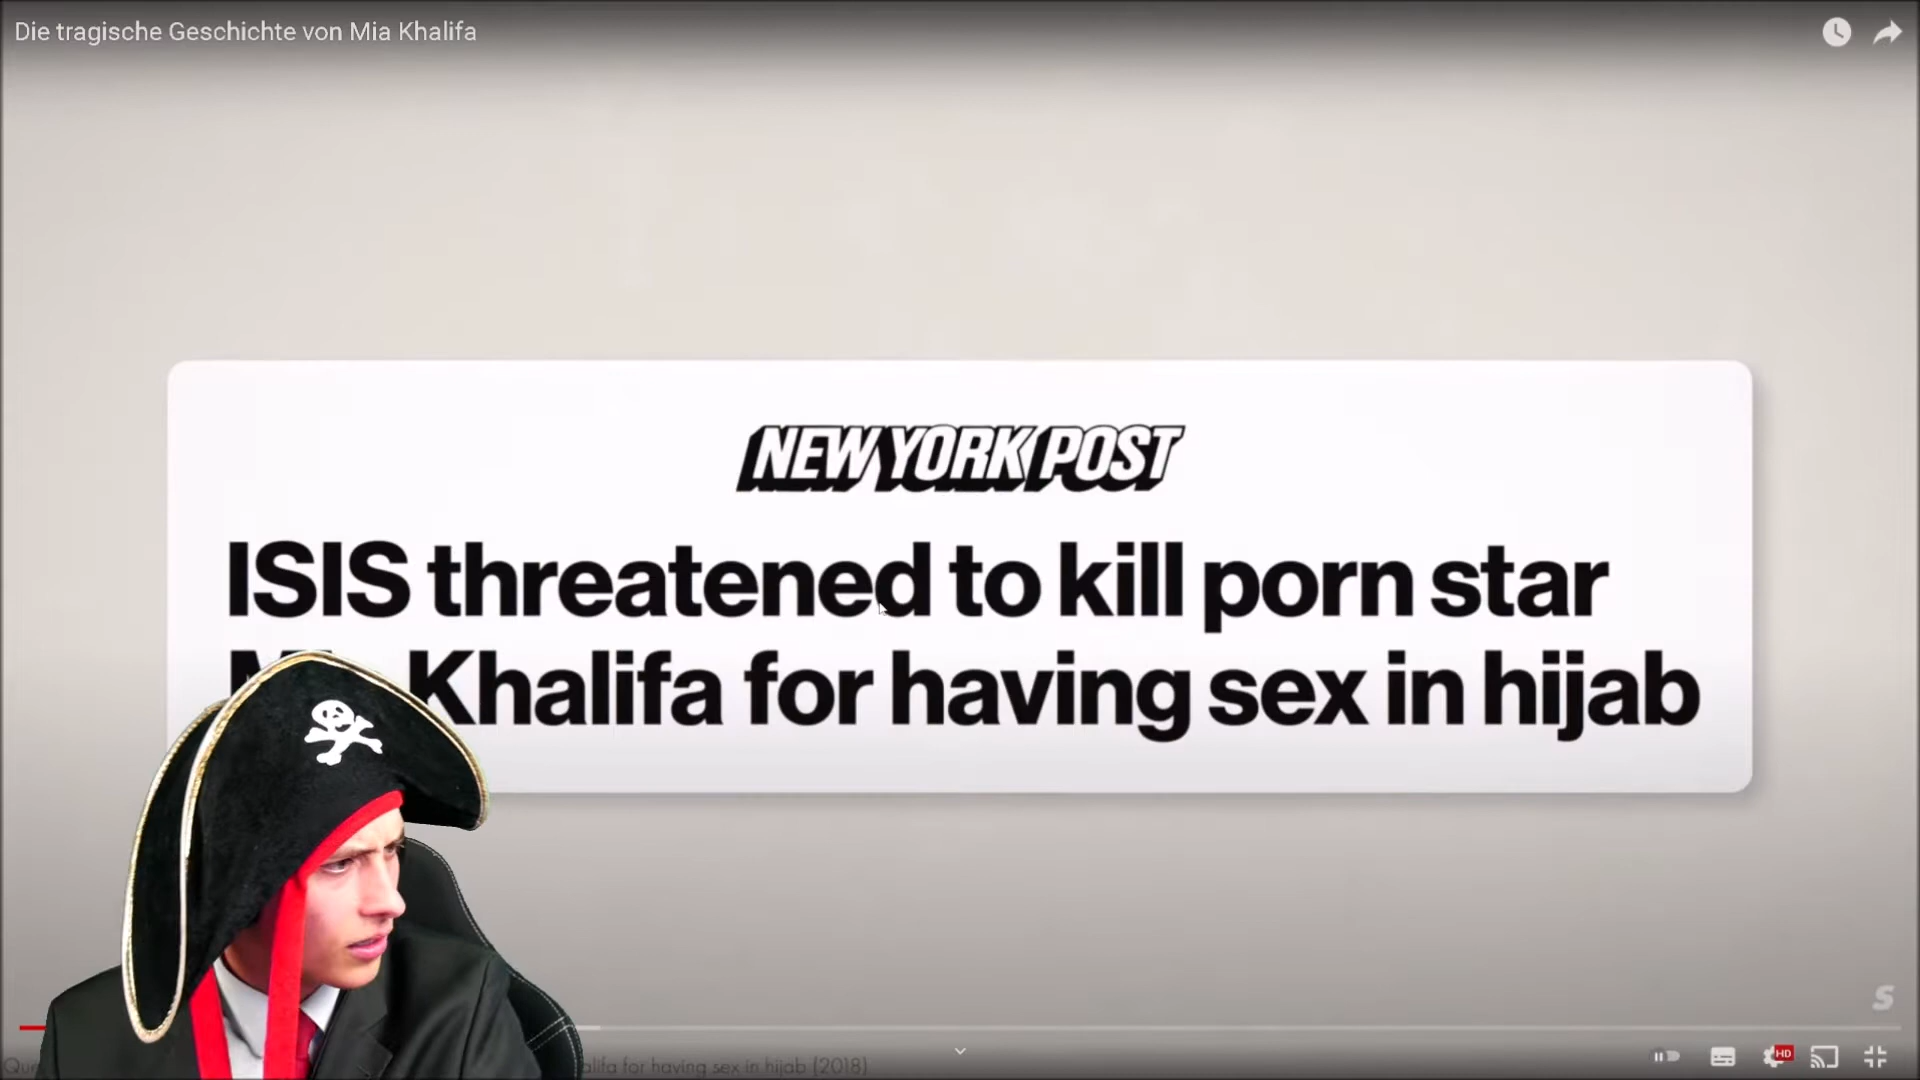 Die tragische Geschichte von Mia Khalifa
NEW YORK POST
ISIS threatened to kill porn star
Khalifa for having sex in hijab
S
HD
for having sex in hijab (2018)